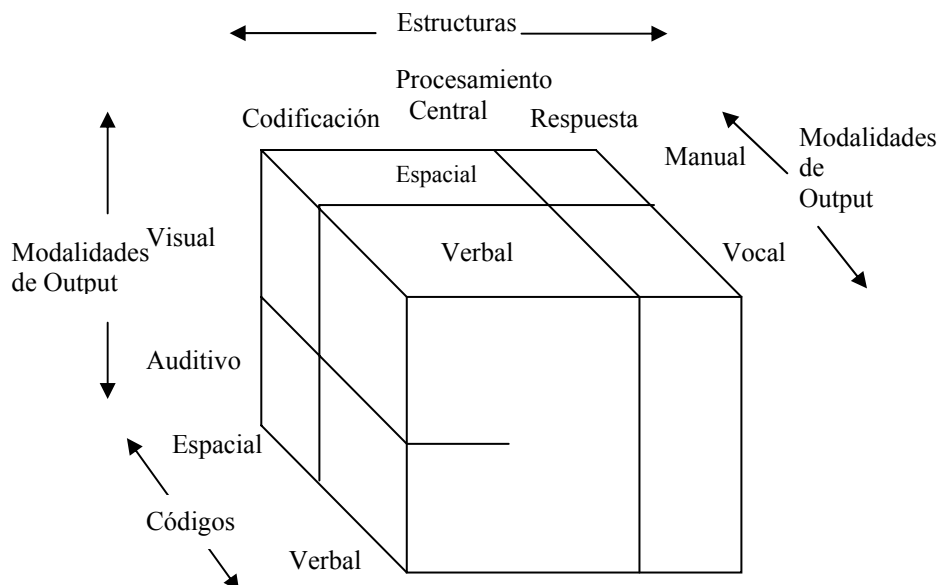 Estructuras
Procesamiento
Central
Codificación
Respuesta
Manual
Modalidades
de
Output
Espacial
Visual
Modalidades
de Output
Verbal
Vocal
Auditivo
Espacial
Códigos
Verbal